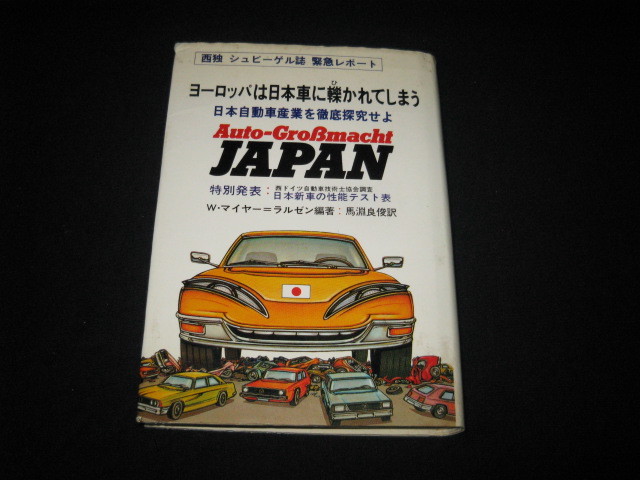 西独 シュピーゲル誌 緊急レポート
ヨーロッパは日本車に轢かれてしまう
ひ
日本自動車産業を徹底探究せよ
Auto-Großmacht
JAPAN
特別発表:西ドイツ自動車技術士協会調査
日本新車の性能テスト表
W・マイヤー=ラルゼン編著:馬淵良俊訳